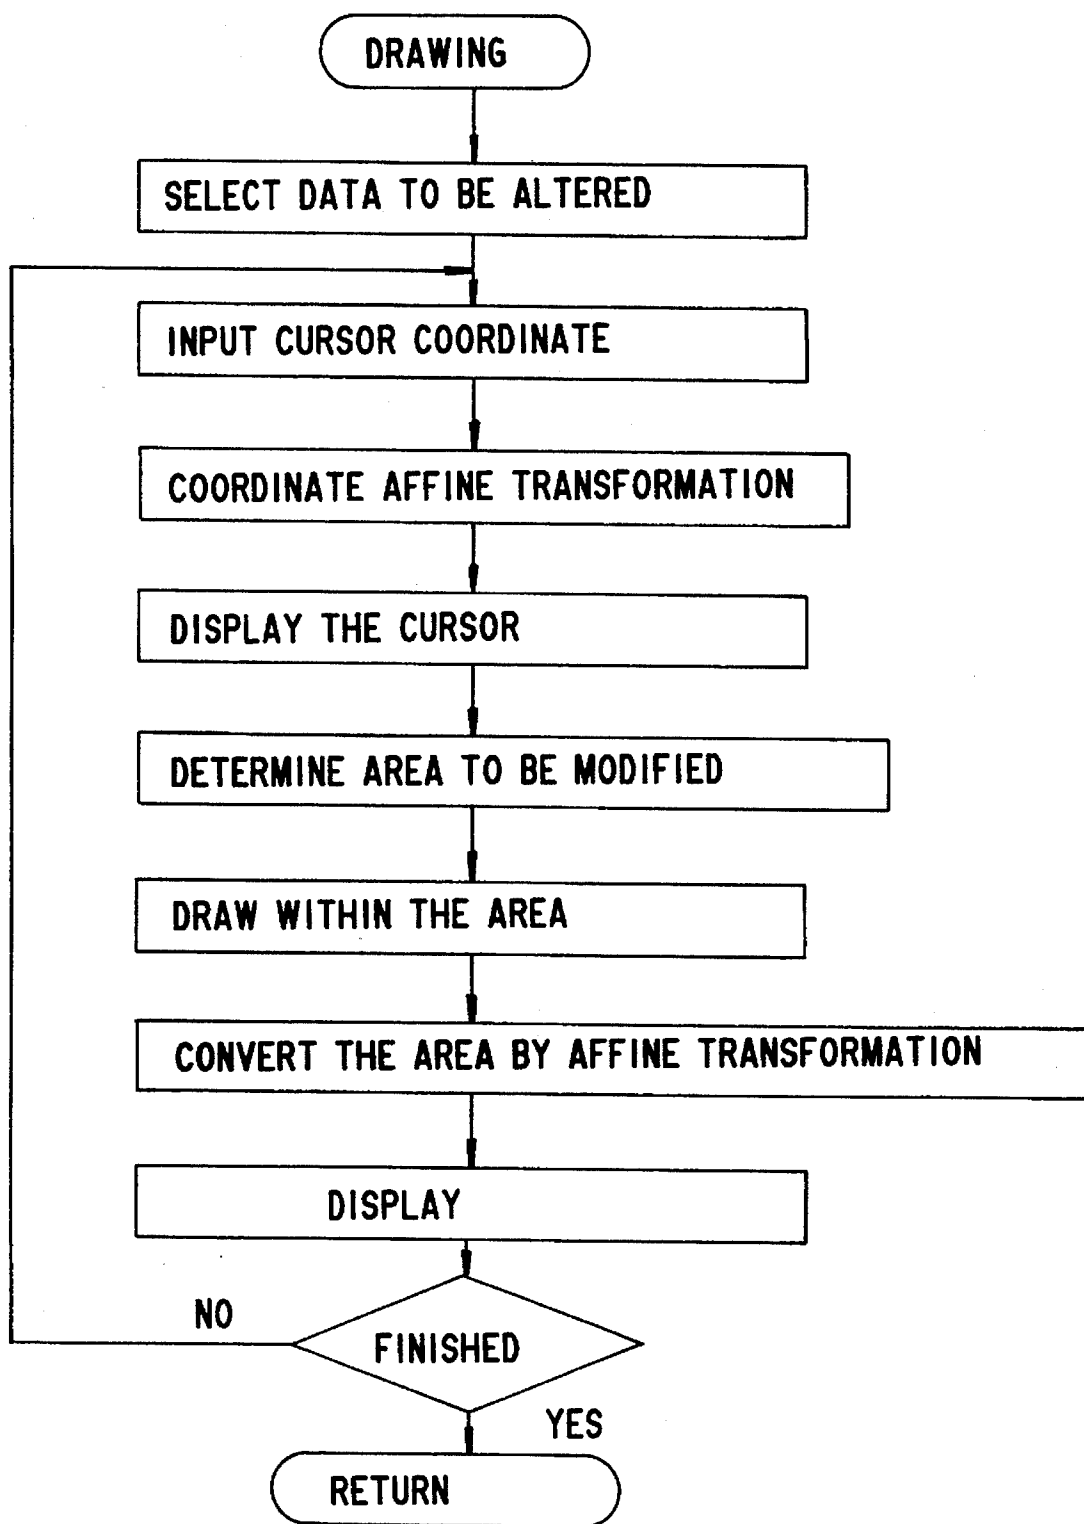 DRAWING
SELECT DATA TO BE ALTERED
INPUT CURSOR COORDINATE
COORDINATE AFFINE TRANSFORMATION
DISPLAY THE CURSOR
DETERMINE AREA TO BE MODIFIED
DRAW WITHIN THE AREA
CONVERT THE AREA BY AFFINE TRANSFORMATION
DISPLAY
NO
FINISHED
YES
RETURN